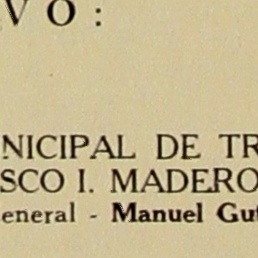 VO:
NICIPAL DE TR
SCO I. MADERO
eneral - Manuel Gut